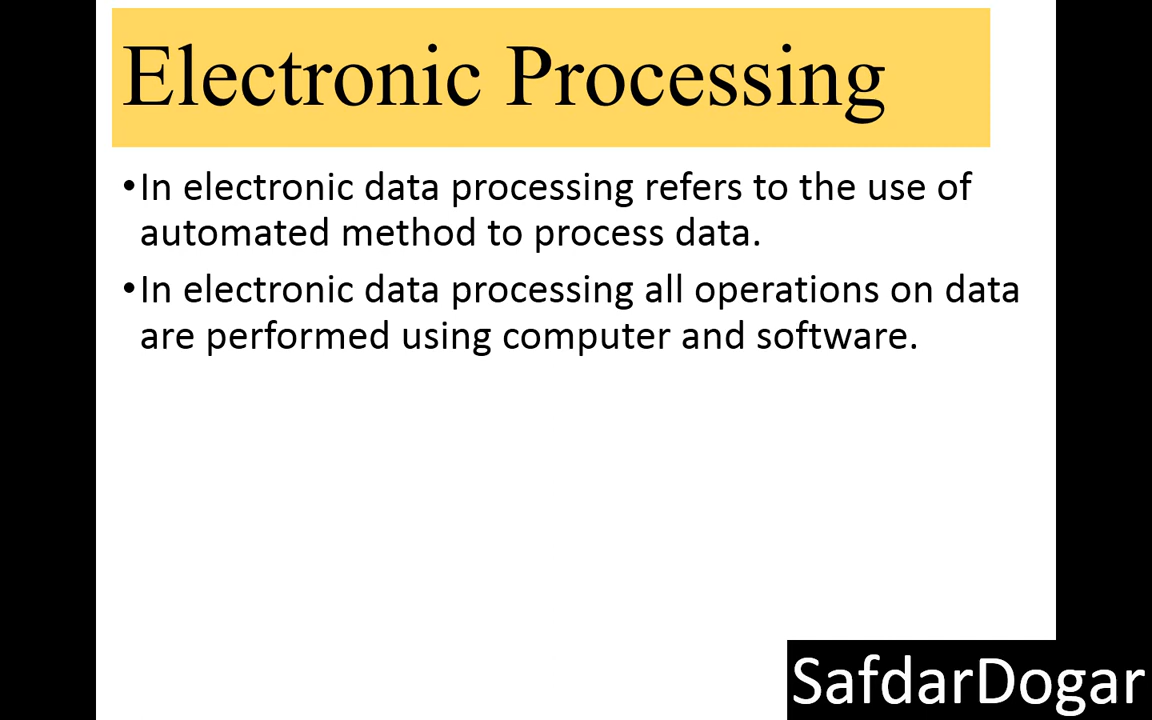 Electronic Processing
•In electronic data processing refers to the use of
automated method to process data.
•In electronic data processing all operations on data
are performed using computer and software.
SafdarDogar